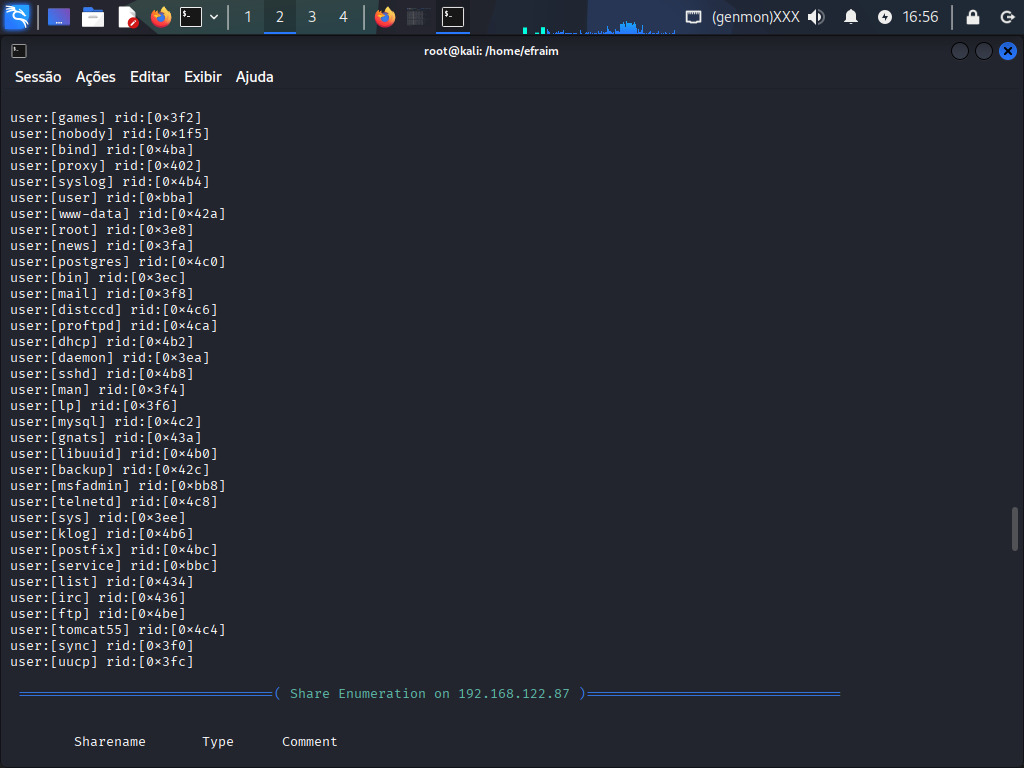 1 2 3 4 (genmon)XXX 16:56
root@kali: /home/efraim
Sessão Ações Editar Exibir Ajuda
user:[games] rid:[0×3f2]
user:[nobody] rid:[0×1f5]
user:[bind] rid:[0×4ba]
user:[proxy] rid:[0×402]
user:[syslog] rid:[0×4b4]
user:[user] rid:[0×bba]
user:[www-data] rid:[0×42a]
user:[root] rid:[0×3e8]
user:[news] rid:[0×3fa]
user:[postgres] rid:[0×4c0]
user:[bin] rid:[0×3ec]
user:[mail] rid:[0×3f8]
user:[distccd] rid:[0×4c6]
user:[proftpd] rid:[0×4ca]
user:[dhcp] rid:[0×4b2]
user:[daemon] rid:[0×3ea]
user:[sshd] rid:[0×4b8]
user:[man] rid:[0×3f4]
user:[lp] rid:[0×3f6]
user:[mysql] rid:[0×4c2]
user:[gnats] rid:[0×43a]
user:[libuuid] rid:[0×4b0]
user:[backup] rid:[0×42c]
user:[msfadmin] rid:[0×bb8]
user:[telnetd] rid:[0×4c8]
user:[sys] rid:[0×3ee]
user:[klog] rid:[0×4b6]
user:[postfix] rid:[0×4bc]
user:[service] rid:[0×bbc]
user:[list] rid:[0×434]
user:[irc] rid:[0×436]
user:[ftp] rid:[0×4be]
user:[tomcat55] rid:[0×4c4]
user:[sync] rid:[0×3f0]
user:[uucp] rid:[0×3fc]
( Share Enumeration on 192.168.122.87 )
Sharename Type Comment